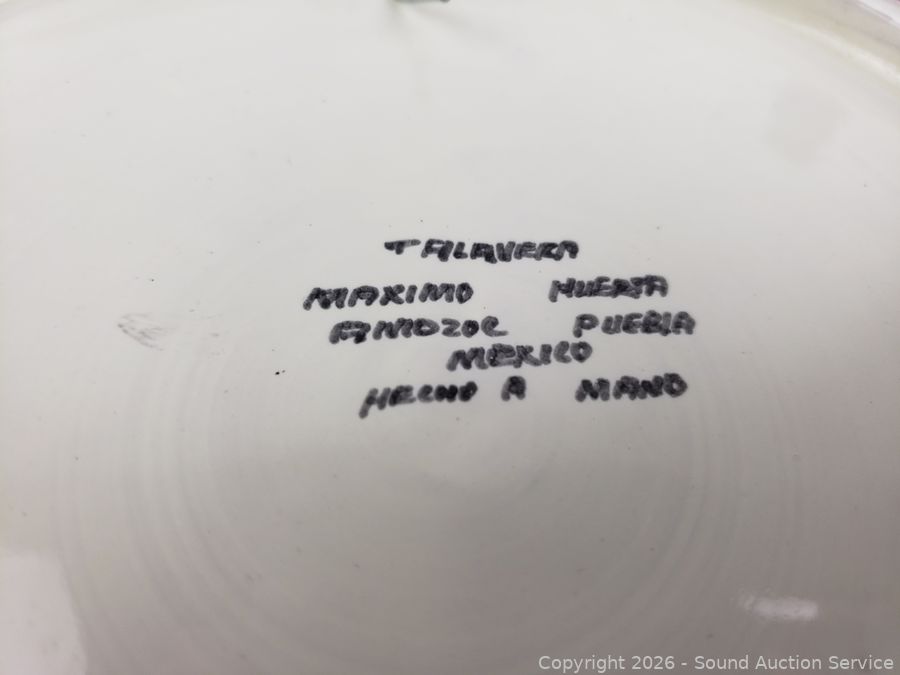 TALAVERA
MAXIMO HUERTA
AMOZOC PUEBLA
MEXICO
HECHO A MANO
Copyright 2026 - Sound Auction Service